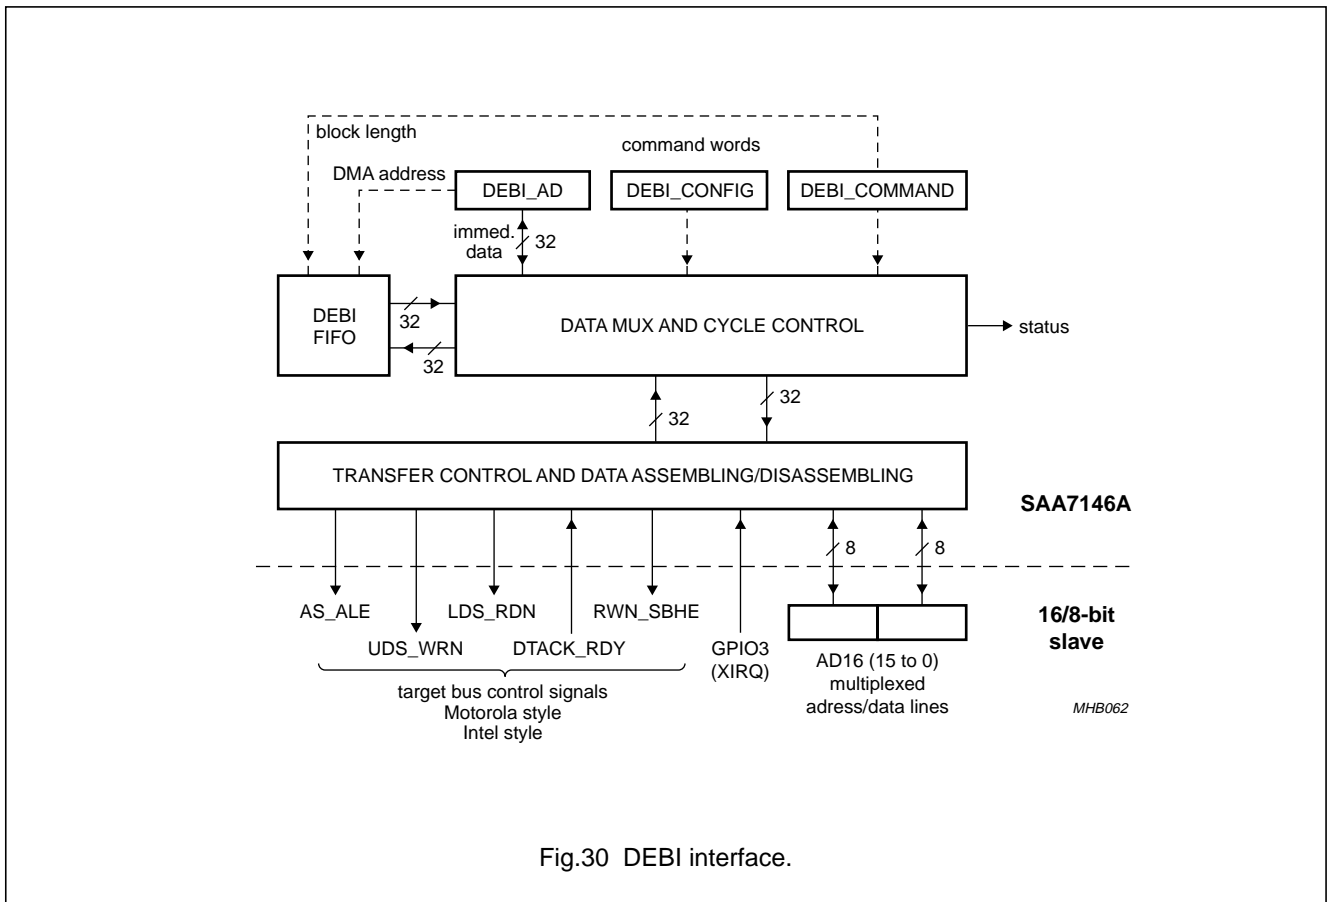 block length
command words
DMA address
DEBI_AD
DEBI_CONFIG
DEBI_COMMAND
immed.
data
32
DEBI
FIFO
32
32
DATA MUX AND CYCLE CONTROL
status
32
32
TRANSFER CONTROL AND DATA ASSEMBLING/DISASSEMBLING
SAA7146A
8
8
AS_ALE
LDS_RDN
RWN_SBHE
UDS_WRN
DTACK_RDY
GPIO3
(XIRQ)
16/8-bit
slave
AD16 (15 to 0)
multiplexed
adress/data lines
target bus control signals
Motorola style
Intel style
MHB062
Fig.30 DEBI interface.